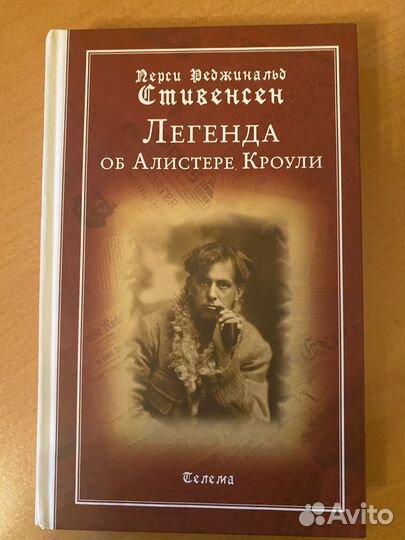 Перси Реджинальд
Стивенсен
Легенда
об Алистере Кроули
Телема
Avito